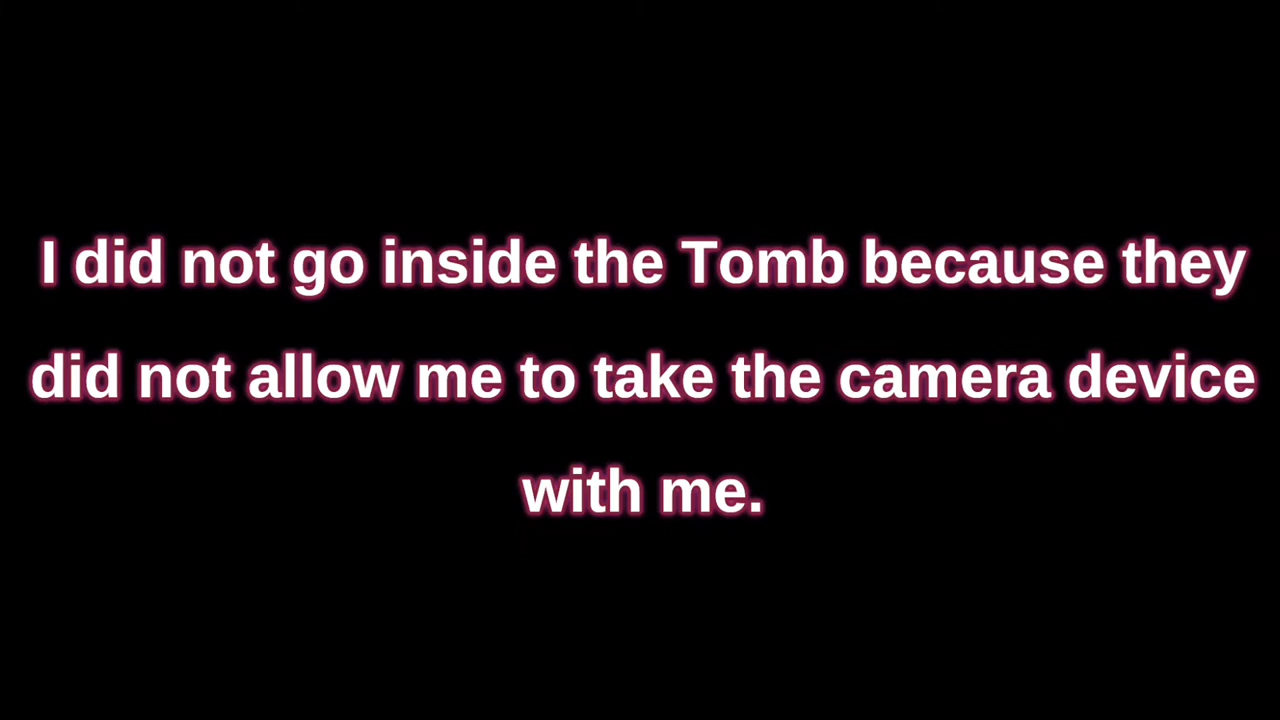 I did not go inside the Tomb because they
did not allow me to take the camera device
with me.